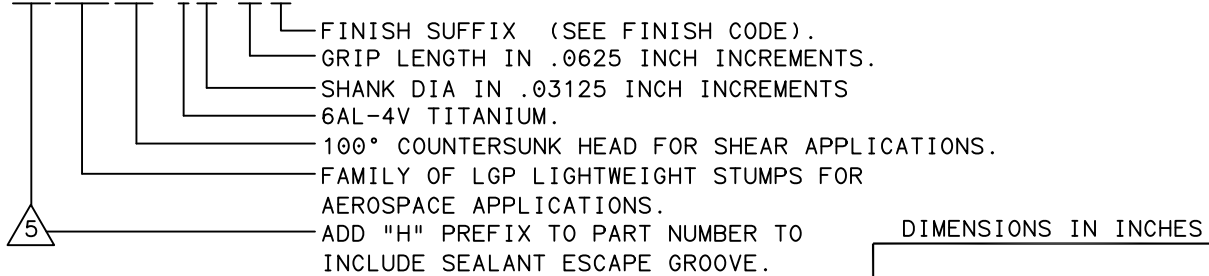 FINISH SUFFIX (SEE FINISH CODE).
GRIP LENGTH IN .0625 INCH INCREMENTS.
SHANK DIA IN .03125 INCH INCREMENTS
6AL-4V TITANIUM.
100° COUNTERSUNK HEAD FOR SHEAR APPLICATIONS.
FAMILY OF LGP LIGHTWEIGHT STUMPS FOR
AEROSPACE APPLICATIONS.
5 ADD "H" PREFIX TO PART NUMBER TO
INCLUDE SEALANT ESCAPE GROOVE.
DIMENSIONS IN INCHES